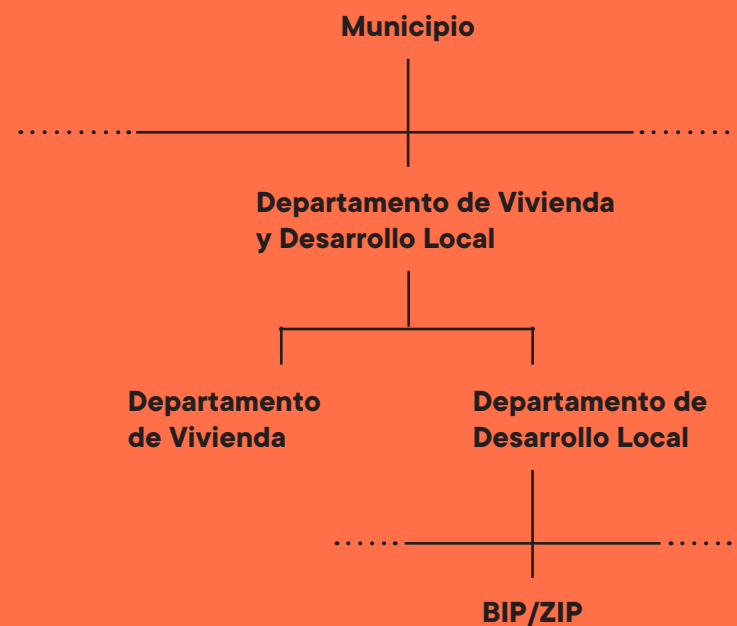 Municipio
Departamento de Vivienda
y Desarrollo Local
Departamento
de Vivienda
Departamento de
Desarrollo Local
BIP/ZIP